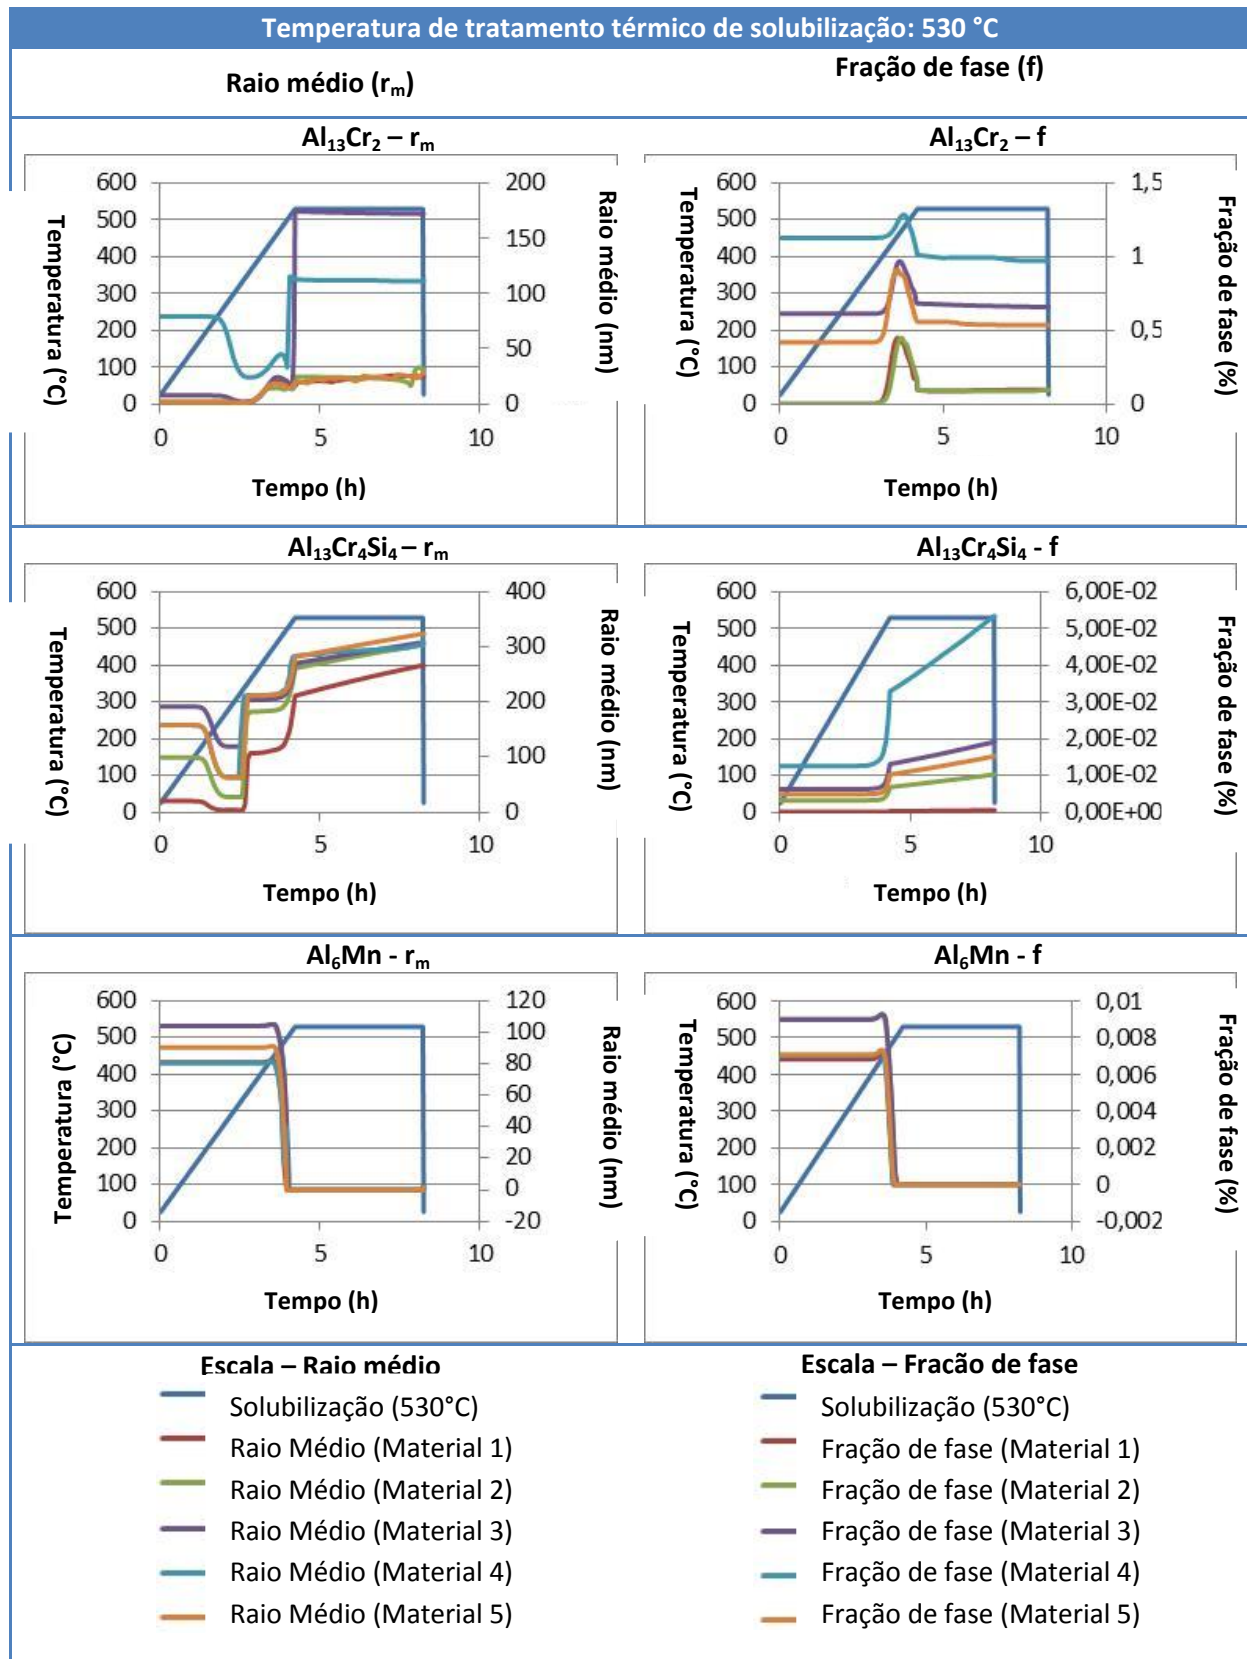 Temperatura de tratamento térmico de solubilização: 530 °C
Raio médio (rₘ)
Fração de fase (f)
Al₁₃Cr₂ – rₘ
600
500
400
300
200
100
0
Temperatura (°C)
200
150
100
50
0
Raio médio (nm)
0 5 10
Tempo (h)
Al₁₃Cr₂ – f
600
500
400
300
200
100
0
Temperatura (°C)
1,5
1
0,5
0
Fração de fase (%)
0 5 10
Tempo (h)
Al₁₃Cr₄Si₄ – rₘ
600
500
400
300
200
100
0
Temperatura (°C)
400
300
200
100
0
Raio médio (nm)
0 5 10
Tempo (h)
Al₁₃Cr₄Si₄ - f
600
500
400
300
200
100
0
Temperatura (°C)
6,00E-02
5,00E-02
4,00E-02
3,00E-02
2,00E-02
1,00E-02
0,00E+00
Fração de fase (%)
0 5 10
Tempo (h)
Al₆Mn - rₘ
600
500
400
300
200
100
0
Temperatura (°C)
120
100
80
60
40
20
0
-20
Raio médio (nm)
0 5 10
Tempo (h)
Al₆Mn - f
600
500
400
300
200
100
0
Temperatura (°C)
0,01
0,008
0,006
0,004
0,002
0
-0,002
Fração de fase (%)
0 5 10
Tempo (h)
Escala – Raio médio
Solubilização (530°C)
Raio Médio (Material 1)
Raio Médio (Material 2)
Raio Médio (Material 3)
Raio Médio (Material 4)
Raio Médio (Material 5)
Escala – Fração de fase
Solubilização (530°C)
Fração de fase (Material 1)
Fração de fase (Material 2)
Fração de fase (Material 3)
Fração de fase (Material 4)
Fração de fase (Material 5)